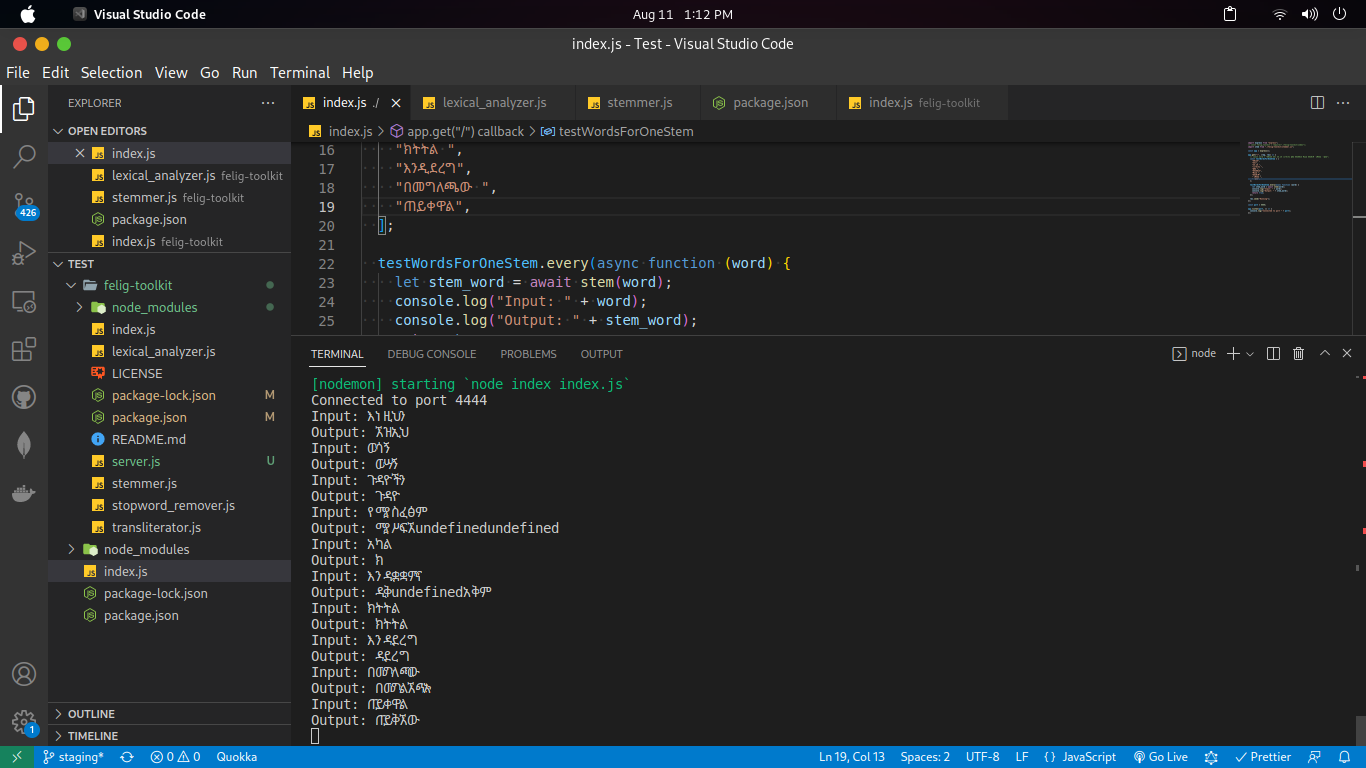 Visual Studio Code
Aug 11 1:12 PM
index.js - Test - Visual Studio Code
File Edit Selection View Go Run Terminal Help
EXPLORER
OPEN EDITORS
index.js
lexical_analyzer.js felig-toolkit
stemmer.js felig-toolkit
package.json
index.js felig-toolkit
TEST
felig-toolkit
node_modules
index.js
lexical_analyzer.js
LICENSE
package-lock.json M
package.json M
README.md
server.js U
stemmer.js
stopword_remover.js
transliterator.js
node_modules
index.js
package-lock.json
package.json
OUTLINE
TIMELINE
426
1
index.js ./ lexical_analyzer.js stemmer.js package.json index.js felig-toolkit
index.js > app.get("/") callback > testWordsForOneStem
16 "ክትትል ",
17 "እንዲደረግ",
18 "በመግለጫው ",
19 "ጠይቀዋል",
20 ];
21
22 testWordsForOneStem.every(async function (word) {
23 let stem_word = await stem(word);
24 console.log("Input: " + word);
25 console.log("Output: " + stem_word);
TERMINAL DEBUG CONSOLE PROBLEMS OUTPUT node
[nodemon] starting `node index index.js`
Connected to port 4444
Input: እነዚህን
Output: ኧዝኢህ
Input:
Output:
Input: ጉዳዮችን
Output: ጉዳዮ
Input: የሚያስፈፅም
Output:
Input: አካል
Output: ክ
Input: እንዳቋቋምን
Output:
Input: ክትትል
Output: ክትትል
Input: እንዲደረግ
Output: ዲደረግ
Input: በመግለጫው
Output:
Input: ጠይቀዋል
Output: ጠይቅኧው
staging* 0 0 Quokka Ln 19, Col 13 Spaces: 2 UTF-8 LF {} JavaScript Go Live Prettier